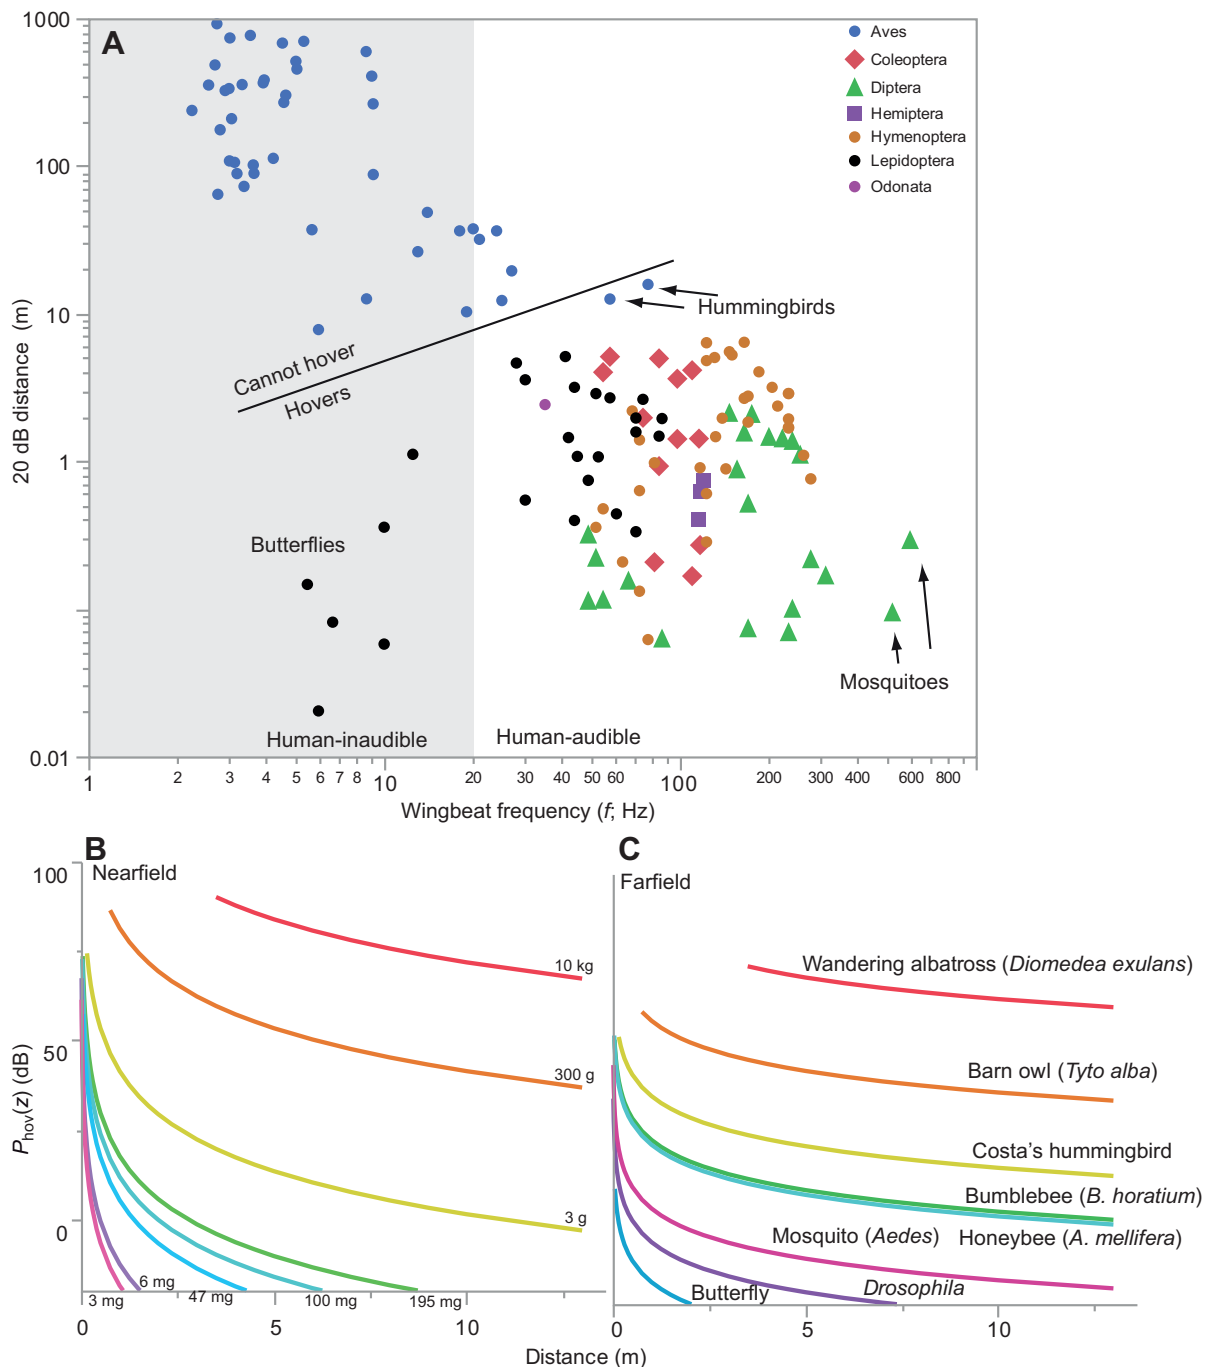 A
1000
100
10
1
0.01
20 dB distance (m)
Aves
Coleoptera
Diptera
Hemiptera
Hymenoptera
Lepidoptera
Odonata
Hummingbirds
Cannot hover
Hovers
Butterflies
Mosquitoes
Human-inaudible
Human-audible
1 2 3 4 5 6 7 8 10 20 30 40 50 60 100 200 300 400 600 800
Wingbeat frequency (f; Hz)
B
Nearfield
100
50
0
Phov(z) (dB)
10 kg
300 g
3 g
6 mg
3 mg
47 mg
100 mg
195 mg
0 5 10
C
Farfield
Wandering albatross (Diomedea exulans)
Barn owl (Tyto alba)
Costa's hummingbird
Bumblebee (B. horatium)
Mosquito (Aedes)
Honeybee (A. mellifera)
Butterfly
Drosophila
0 5 10
Distance (m)